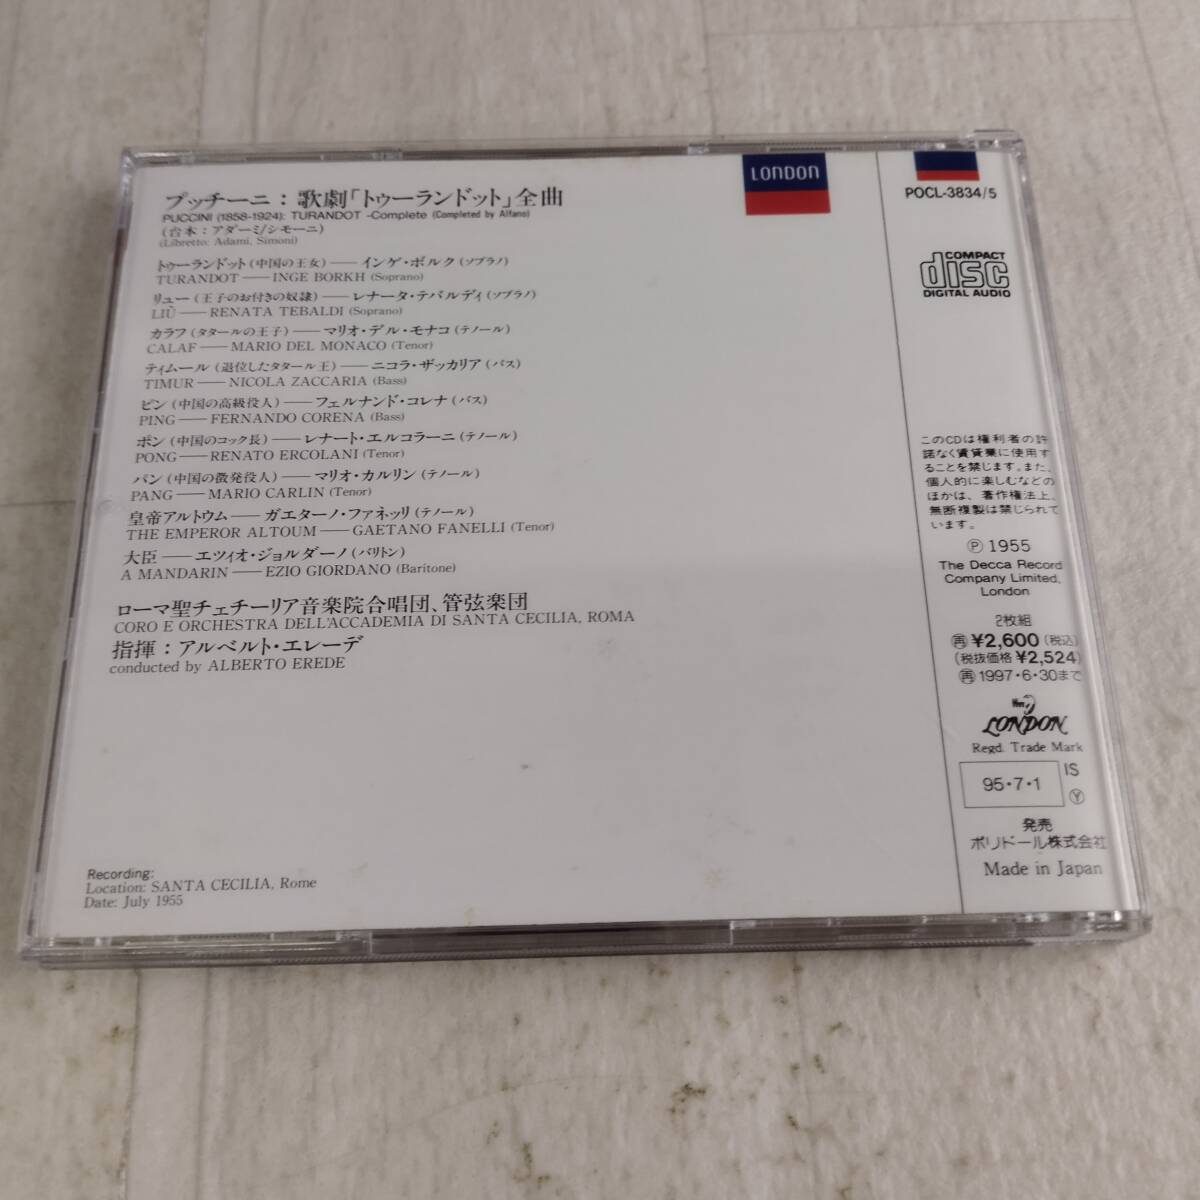 プッチーニ：歌劇「トゥーランドット」全曲
PUCCINI (1858-1924): TURANDOT -Complete (Completed by Alfano)
(台本：アダーミ/シモーニ)
(Libretto: Adami, Simoni)
トゥーランドット (中国の王女)──インゲ・ボルク (ソプラノ)
TURANDOT──INGE BORKH (Soprano)
リュー (王子のお付きの奴隷)──レナータ・テバルディ (ソプラノ)
LIÙ──RENATA TEBALDI (Soprano)
カラフ (タタールの王子)──マリオ・デル・モナコ (テノール)
CALAF──MARIO DEL MONACO (Tenor)
ティムール (退位したタタール王)──ニコラ・ザッカリア (バス)
TIMUR──NICOLA ZACCARIA (Bass)
ピン (中国の高級役人)──フェルナンド・コレナ (バス)
PING──FERNANDO CORENA (Bass)
ポン (中国のコック長)──レナート・エルコラーニ (テノール)
PONG──RENATO ERCOLANI (Tenor)
パン (中国の徴発役人)──マリオ・カルリン (テノール)
PANG──MARIO CARLIN (Tenor)
皇帝アルトウム──ガエターノ・ファネッリ (テノール)
THE EMPEROR ALTOUM──GAETANO FANELLI (Tenor)
大臣──エツィオ・ジョルダーノ (バリトン)
A MANDARIN──EZIO GIORDANO (Baritone)
ローマ聖チェチーリア音楽院合唱団、管弦楽団
CORO E ORCHESTRA DELL'ACCADEMIA DI SANTA CECILIA, ROMA
指揮：アルベルト・エレーデ
conducted by ALBERTO EREDE
Recording:
Location: SANTA CECILIA, Rome
Date: July 1955
LONDON
POCL-3834/5
COMPACT
disc
DIGITAL AUDIO
このCDは権利者の許
諾なく賃貸業に使用す
ることを禁じます。また、
個人的に楽しむなどの
ほかは、著作権法上、
無断複製は禁じられて
います。
Ⓟ 1955
The Decca Record
Company Limited,
London
2枚組
再 ¥2,600 (税込)
(税抜価格 ¥2,524)
再 1997・6・30まで
ffrr
LONDON
Regd. Trade Mark
95・7・1
IS
Ⓨ
発売
ポリドール株式会社
Made in Japan